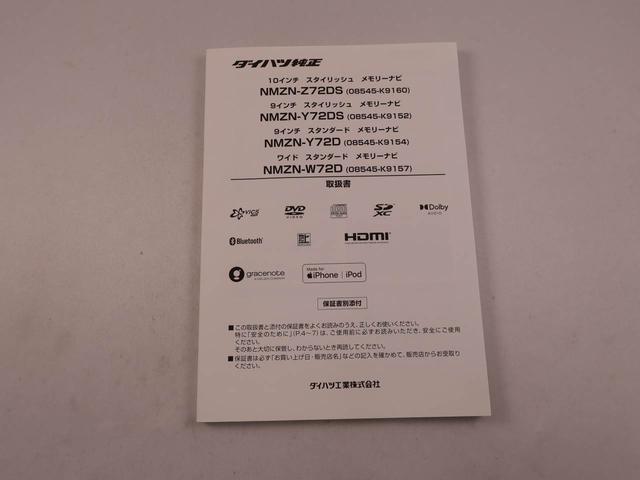 ダイハツ純正
10インチ スタイリッシュ メモリーナビ
NMZN-Z72DS (08545-K9160)
9インチ スタイリッシュ メモリーナビ
NMZN-Y72DS (08545-K9152)
9インチ スタンダード メモリーナビ
NMZN-Y72D (08545-K9154)
ワイド スタンダード メモリーナビ
NMZN-W72D (08545-K9157)
取扱書
VICS DVD VIDEO SD XC Dolby AUDIO
Bluetooth HDMI
gracenote Made for iPhone | iPod
保証書別添付
■この取扱書と添付の保証書をよくお読みのうえ、正しくお使いください。
特に「安全のために」(P.4～7)は、ご使用前に必ずお読みいただき、安全にご使用
ください。
そのあと大切に保管し、わからないとき再読してください。
■保証書は必ず「お買い上げ日・販売店名」などの記入を確かめて、販売店からお受取り
ください。
ダイハツ工業株式会社